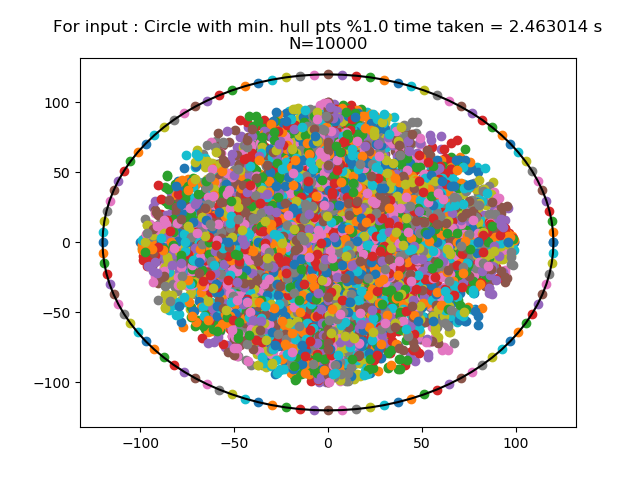 For input : Circle with min. hull pts %1.0 time taken = 2.463014 s
N=10000
100
50
0
−50
−100
−100 −50 0 50 100